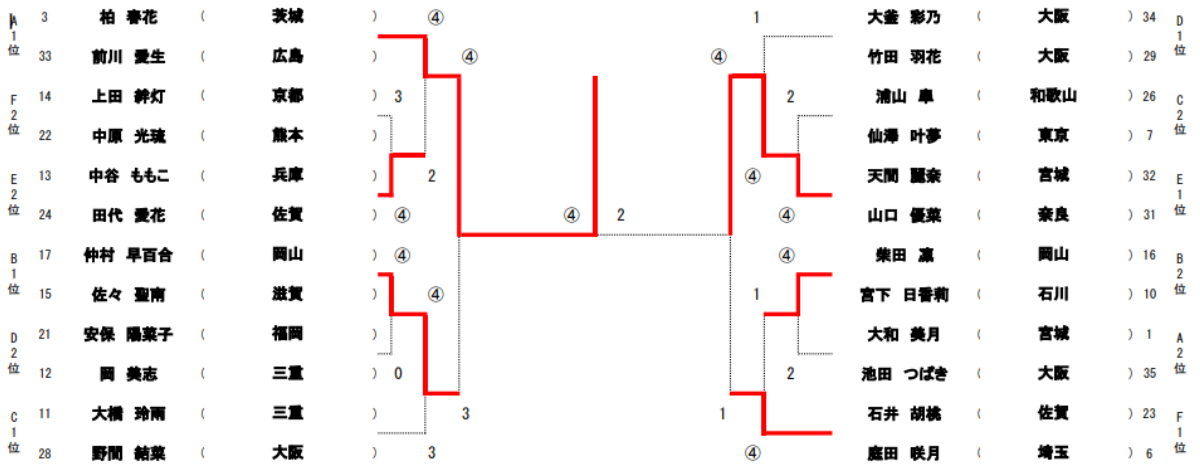 A1位 3 柏 春花 ( 茨城 ④ 1 大釜 彩乃 ( 大阪 ) 34 D1位
33 前川 愛生 ( 広島 ) ④ ④ 竹田 羽花 ( 大阪 ) 29
F2位 14 上田 絆灯 ( 京都 ) 3 2 浦山 皐 ( 和歌山 ) 26 C2位
22 中原 光琉 ( 熊本 ) 仙澤 叶夢 ( 東京 ) 7
E2位 13 中谷 ももこ ( 兵庫 ) 2 ④ 天間 麗奈 ( 宮城 ) 32 E1位
24 田代 愛花 ( 佐賀 ) ④ ④ 2 ④ 山口 優菜 ( 奈良 ) 31
B1位 17 仲村 早百合 ( 岡山 ) ④ ④ 柴田 凛 ( 岡山 ) 16 B2位
15 佐々 聖南 ( 滋賀 ) ④ 1 宮下 日香莉 ( 石川 ) 10
D2位 21 安保 陽菜子 ( 福岡 ) 大和 美月 ( 宮城 ) 1 A2位
12 岡 美志 ( 三重 ) 0 2 池田 つばき ( 大阪 ) 35
C1位 11 大橋 玲雨 ( 三重 ) 3 1 石井 胡桃 ( 佐賀 ) 23 F1位
28 野間 結菜 ( 大阪 ) 3 ④ 庭田 咲月 ( 埼玉 ) 6